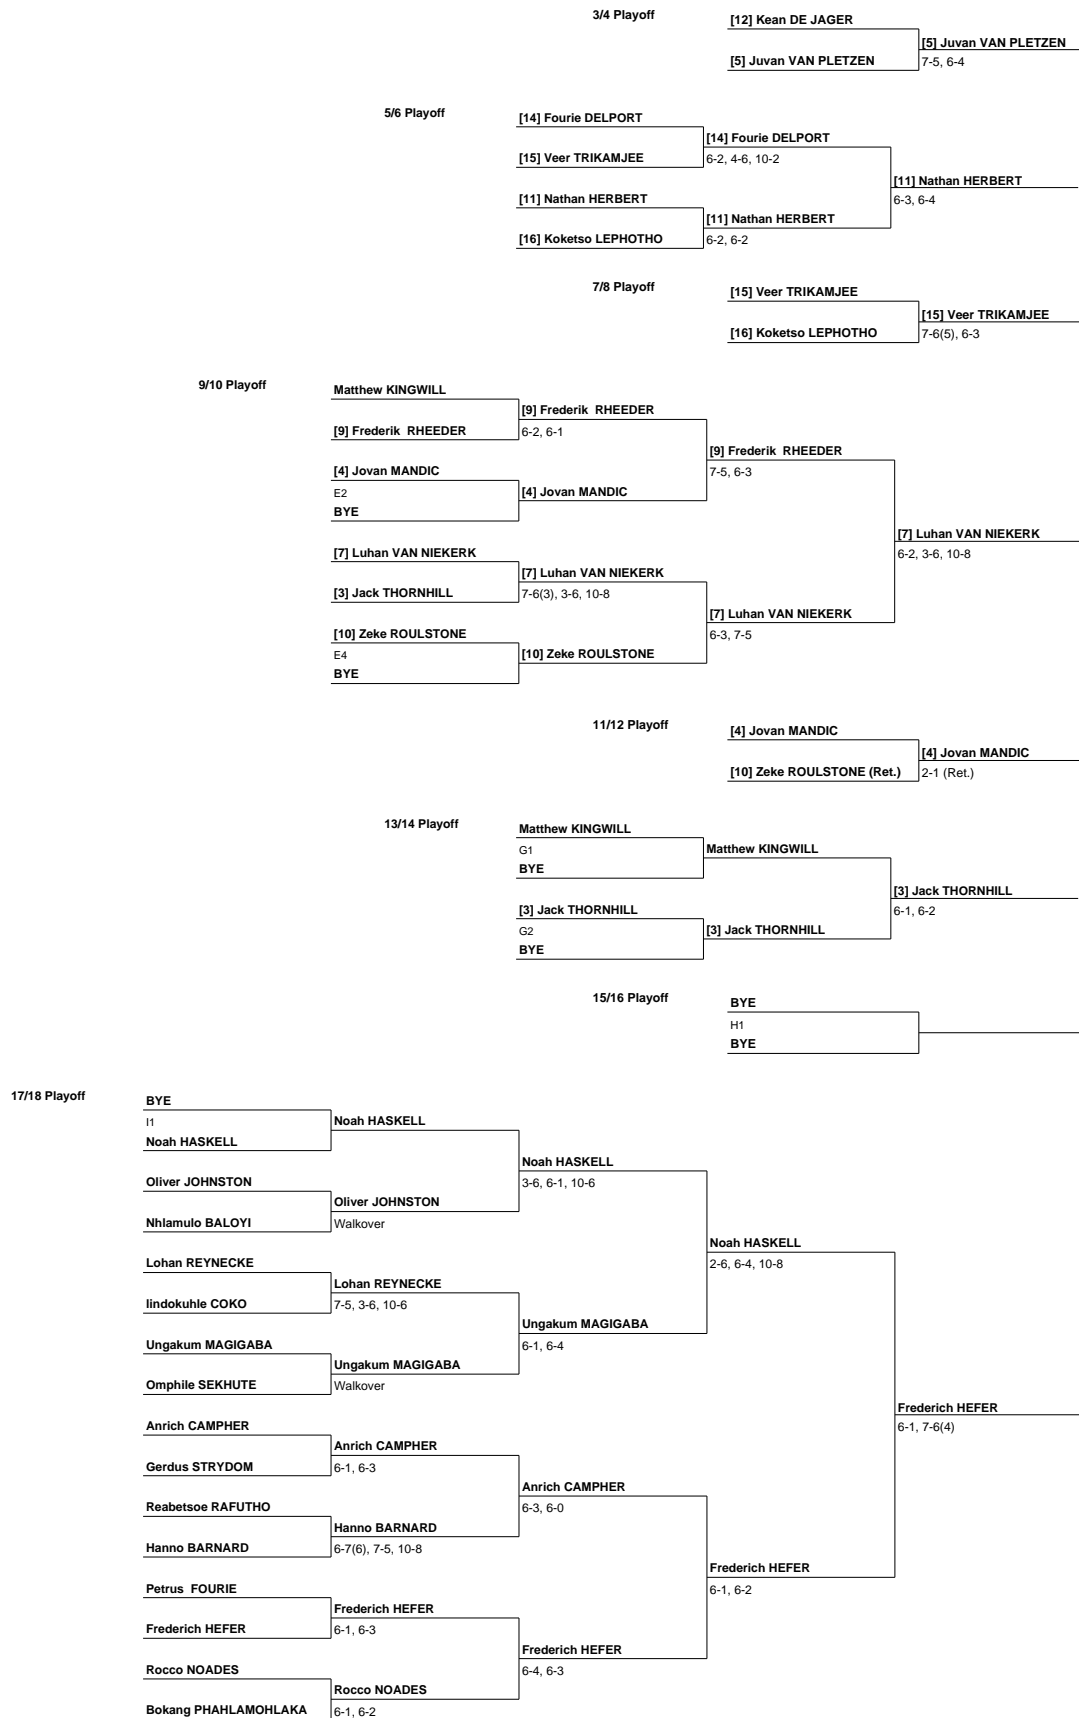 3/4 Playoff
[12] Kean DE JAGER
[5] Juvan VAN PLETZEN
[5] Juvan VAN PLETZEN
7-5, 6-4
5/6 Playoff
[14] Fourie DELPORT
[14] Fourie DELPORT
[15] Veer TRIKAMJEE
6-2, 4-6, 10-2
[11] Nathan HERBERT
[11] Nathan HERBERT
6-3, 6-4
[11] Nathan HERBERT
[16] Koketso LEPHOTHO
6-2, 6-2
7/8 Playoff
[15] Veer TRIKAMJEE
[15] Veer TRIKAMJEE
[16] Koketso LEPHOTHO
7-6(5), 6-3
9/10 Playoff
Matthew KINGWILL
[9] Frederik RHEEDER
[9] Frederik RHEEDER
6-2, 6-1
[9] Frederik RHEEDER
[4] Jovan MANDIC
7-5, 6-3
E2
[4] Jovan MANDIC
BYE
[7] Luhan VAN NIEKERK
[7] Luhan VAN NIEKERK
6-2, 3-6, 10-8
[7] Luhan VAN NIEKERK
[3] Jack THORNHILL
7-6(3), 3-6, 10-8
[7] Luhan VAN NIEKERK
[10] Zeke ROULSTONE
6-3, 7-5
E4
[10] Zeke ROULSTONE
BYE
11/12 Playoff
[4] Jovan MANDIC
[4] Jovan MANDIC
[10] Zeke ROULSTONE (Ret.)
2-1 (Ret.)
13/14 Playoff
Matthew KINGWILL
G1
Matthew KINGWILL
BYE
[3] Jack THORNHILL
6-1, 6-2
[3] Jack THORNHILL
G2
[3] Jack THORNHILL
BYE
15/16 Playoff
BYE
H1
BYE
17/18 Playoff
BYE
I1
Noah HASKELL
Noah HASKELL
Noah HASKELL
3-6, 6-1, 10-6
Oliver JOHNSTON
Oliver JOHNSTON
Nhlamulo BALOYI
Walkover
Noah HASKELL
2-6, 6-4, 10-8
Lohan REYNECKE
Lohan REYNECKE
Iindokuhle COKO
7-5, 3-6, 10-6
Ungakum MAGIGABA
6-1, 6-4
Ungakum MAGIGABA
Ungakum MAGIGABA
Omphile SEKHUTE
Walkover
Frederich HEFER
6-1, 7-6(4)
Anrich CAMPHER
Anrich CAMPHER
Gerdus STRYDOM
6-1, 6-3
Anrich CAMPHER
6-3, 6-0
Reabetsoe RAFUTHO
Hanno BARNARD
Hanno BARNARD
6-7(6), 7-5, 10-8
Frederich HEFER
6-1, 6-2
Petrus FOURIE
Frederich HEFER
Frederich HEFER
6-1, 6-3
Frederich HEFER
6-4, 6-3
Rocco NOADES
Rocco NOADES
Bokang PHAHLAMOHLAKA
6-1, 6-2